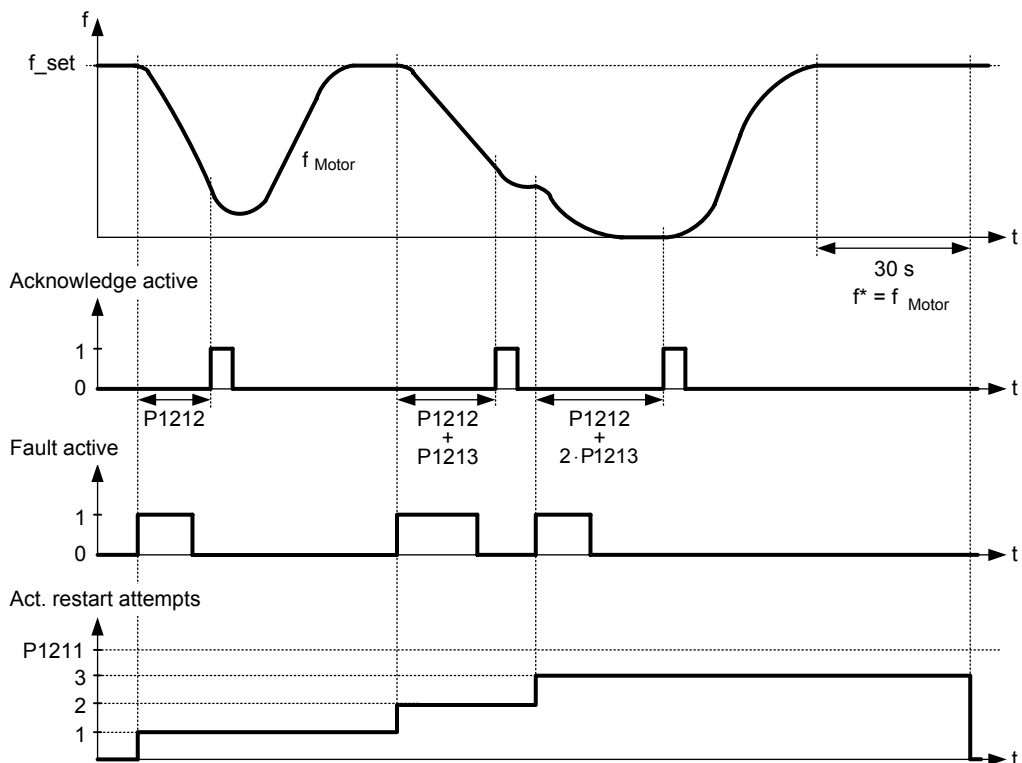 f
f_set
f Motor
t
30 s
f* = f Motor
Acknowledge active
1
0
t
P1212
P1212
+
P1213
P1212
+
2·P1213
Fault active
1
0
t
Act. restart attempts
P1211
3
2
1
t